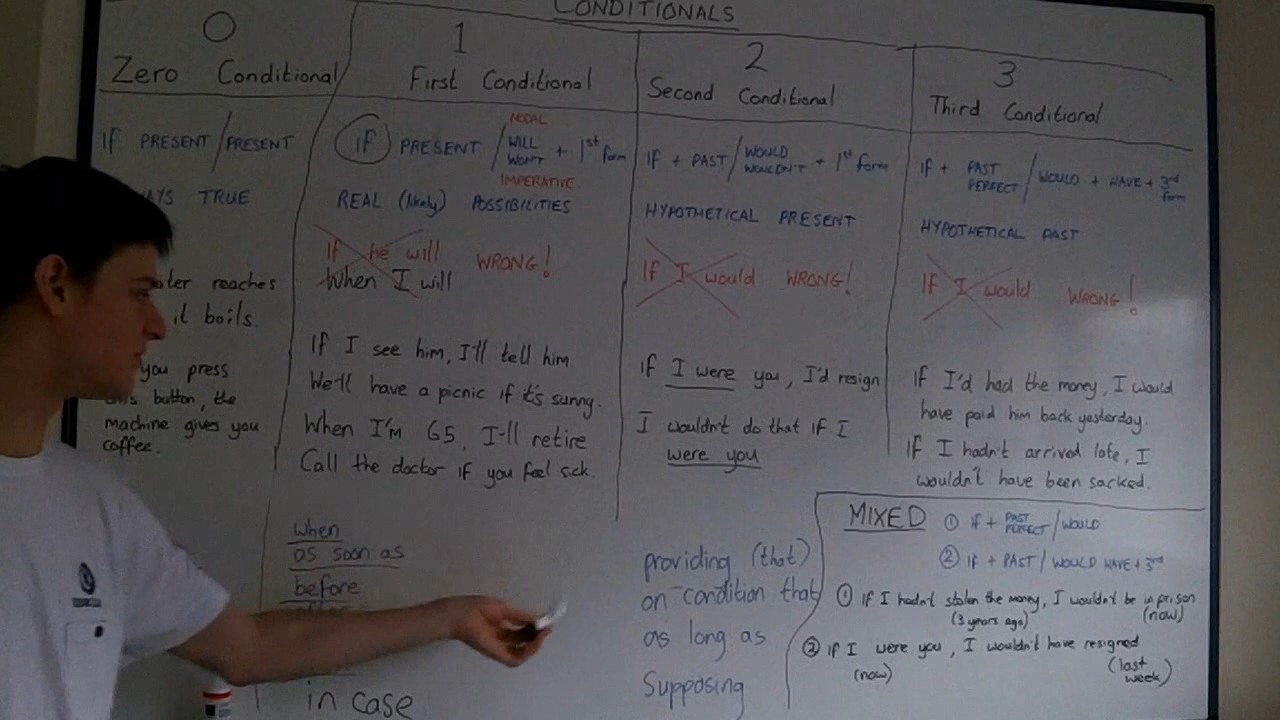 CONDITIONALS
0
Zero Conditional
If PRESENT / PRESENT
TRUE
reaches
it boils.
you press
button, the
machine gives you
coffee.
1
First Conditional
MODAL
If PRESENT / WILL WON'T + 1st form
IMPERATIVE
REAL (likely) POSSIBILITIES
If he will WRONG!
When I will
If I see him, I'll tell him
We'll have a picnic if it's sunny.
When I'm 65, I-ll retire
Call the doctor if you feel sick.
When
as soon as
before
in case
2
Second Conditional
IF + PAST / WOULD WOULDN'T + 1st form
HYPOTHETICAL PRESENT
If I would WRONG!
If I were you, I'd resign
I wouldn't do that if I
were you
providing (that)
on condition that
as long as
Supposing
3
Third Conditional
IF + PAST PERFECT / WOULD + HAVE + 3rd form
HYPOTHETICAL PAST
If I would WRONG!
If I'd had the money, I would
have paid him back yesterday.
If I hadn't arrived late, I
wouldn't have been sacked.
MIXED ① IF + PAST PERFECT / WOULD
② IF + PAST / WOULD HAVE + 3rd
① If I hadn't stolen the money, I wouldn't be in prison
(3 years ago) (now)
② If I were you, I wouldn't have resigned
(now) (last week)